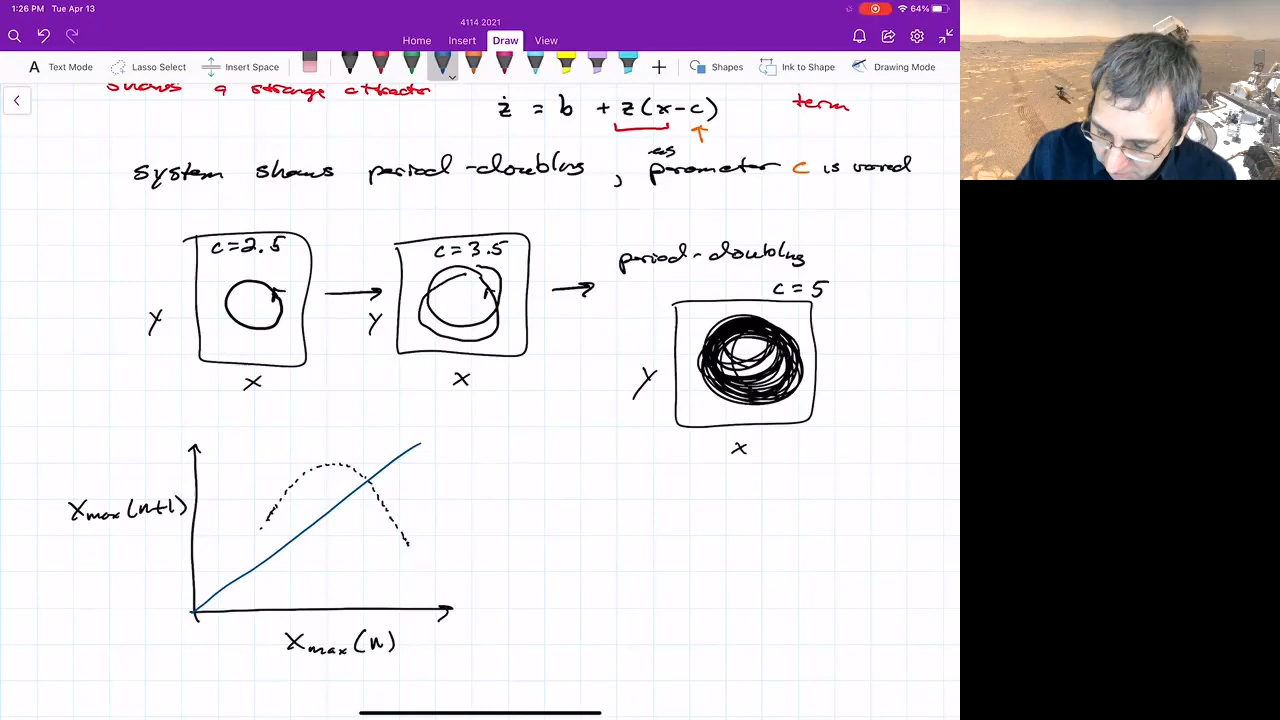 1:26 PM Tue Apr 13
64%
4114 2021
Home Insert Draw View
Text Mode Lasso Select Insert Space Shapes Ink to Shape Drawing Mode
shows a strange attractor
ż = b + z(x-c)
term
system shows period-doubling, as parameter c is varied
c=2.5
c=3.5
period-doubling
c=5
y
x
y
x
y
x
Xmax(n+1)
Xmax(n)